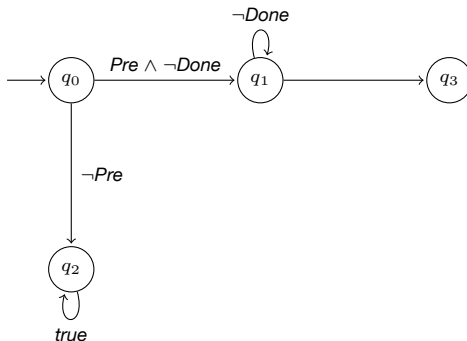 ¬Done
Pre ∧ ¬Done
q₀
q₁
q₃
¬Pre
q₂
true